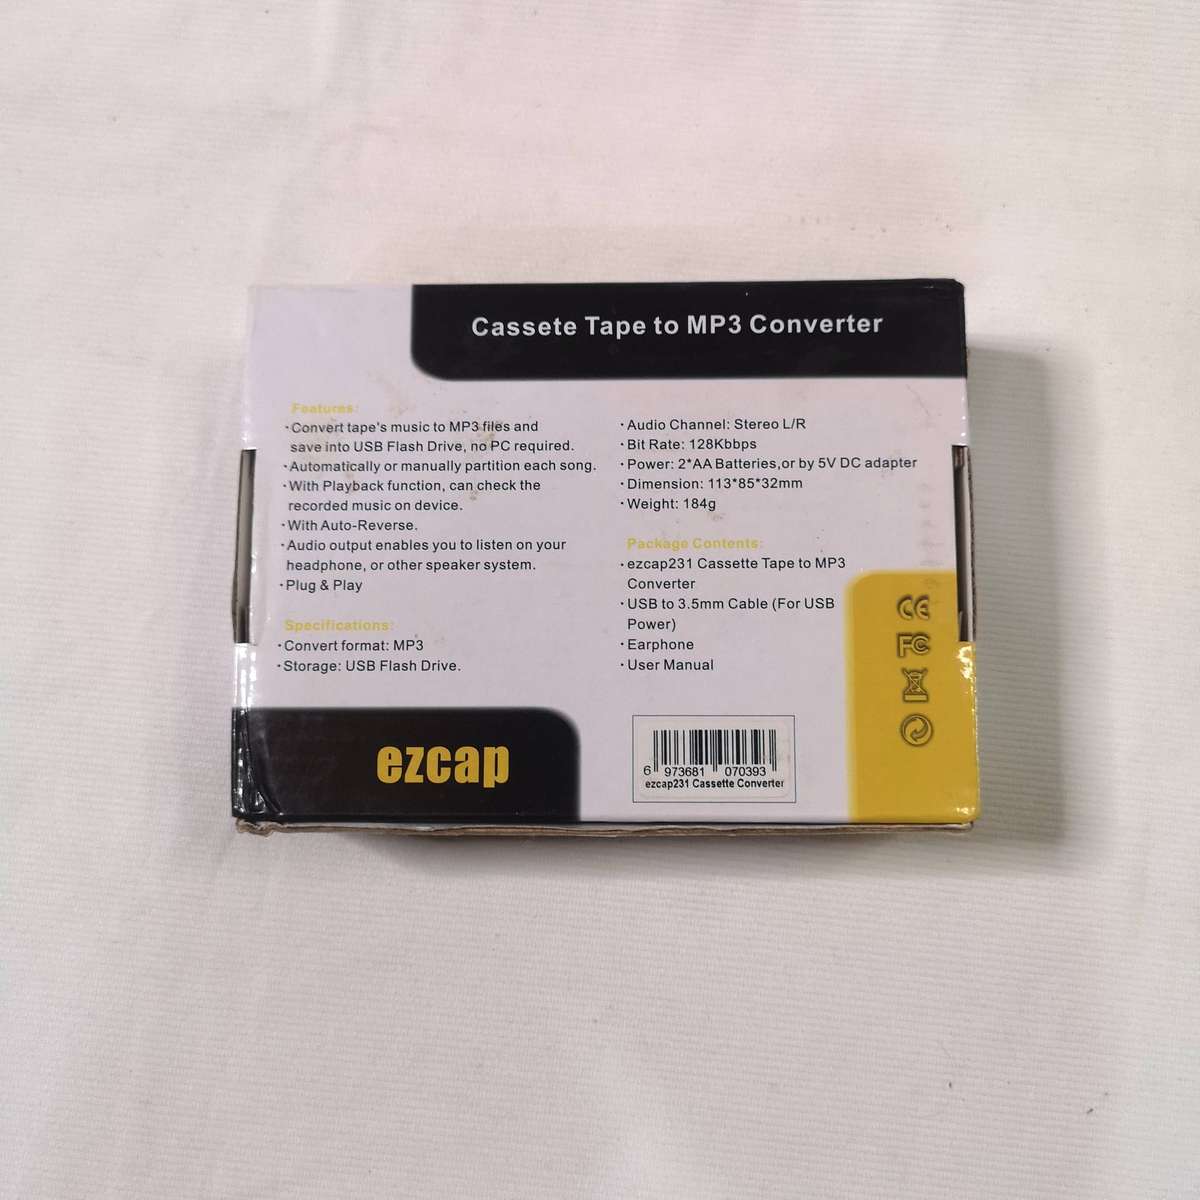 Cassete Tape to MP3 Converter
Features:
·Convert tape's music to MP3 files and
save into USB Flash Drive, no PC required.
·Automatically or manually partition each song.
·With Playback function, can check the
recorded music on device.
·With Auto-Reverse.
·Audio output enables you to listen on your
headphone, or other speaker system.
·Plug & Play
Specifications:
·Convert format: MP3
·Storage: USB Flash Drive.
·Audio Channel: Stereo L/R
·Bit Rate: 128Kbbps
·Power: 2*AA Batteries,or by 5V DC adapter
·Dimension: 113*85*32mm
·Weight: 184g
Package Contents:
·ezcap231 Cassette Tape to MP3
Converter
·USB to 3.5mm Cable (For USB
Power)
·Earphone
·User Manual
CE
FC
ezcap
6 973681 070393
ezcap231 Cassette Converter